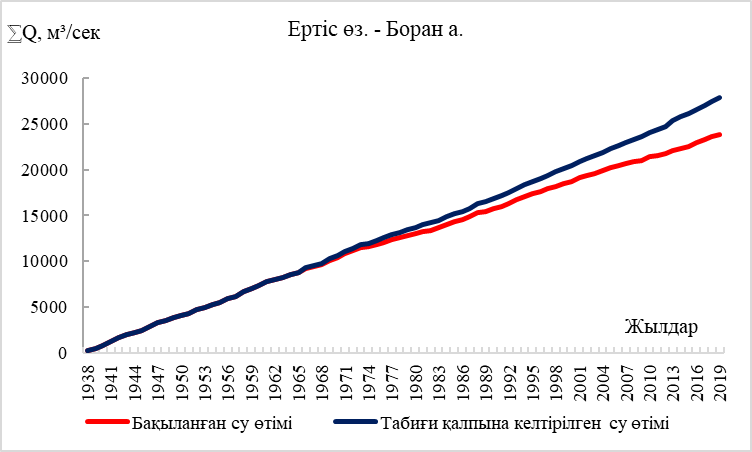 ∑Q, м³/сек
Ертіс өз. - Боран а.
30000
25000
20000
15000
10000
5000
0
Жылдар
1938 1941 1944 1947 1950 1953 1956 1959 1962 1965 1968 1971 1974 1977 1980 1983 1986 1989 1992 1995 1998 2001 2004 2007 2010 2013 2016 2019
Бақыланған су өтімі Табиғи қалпына келтірілген су өтімі